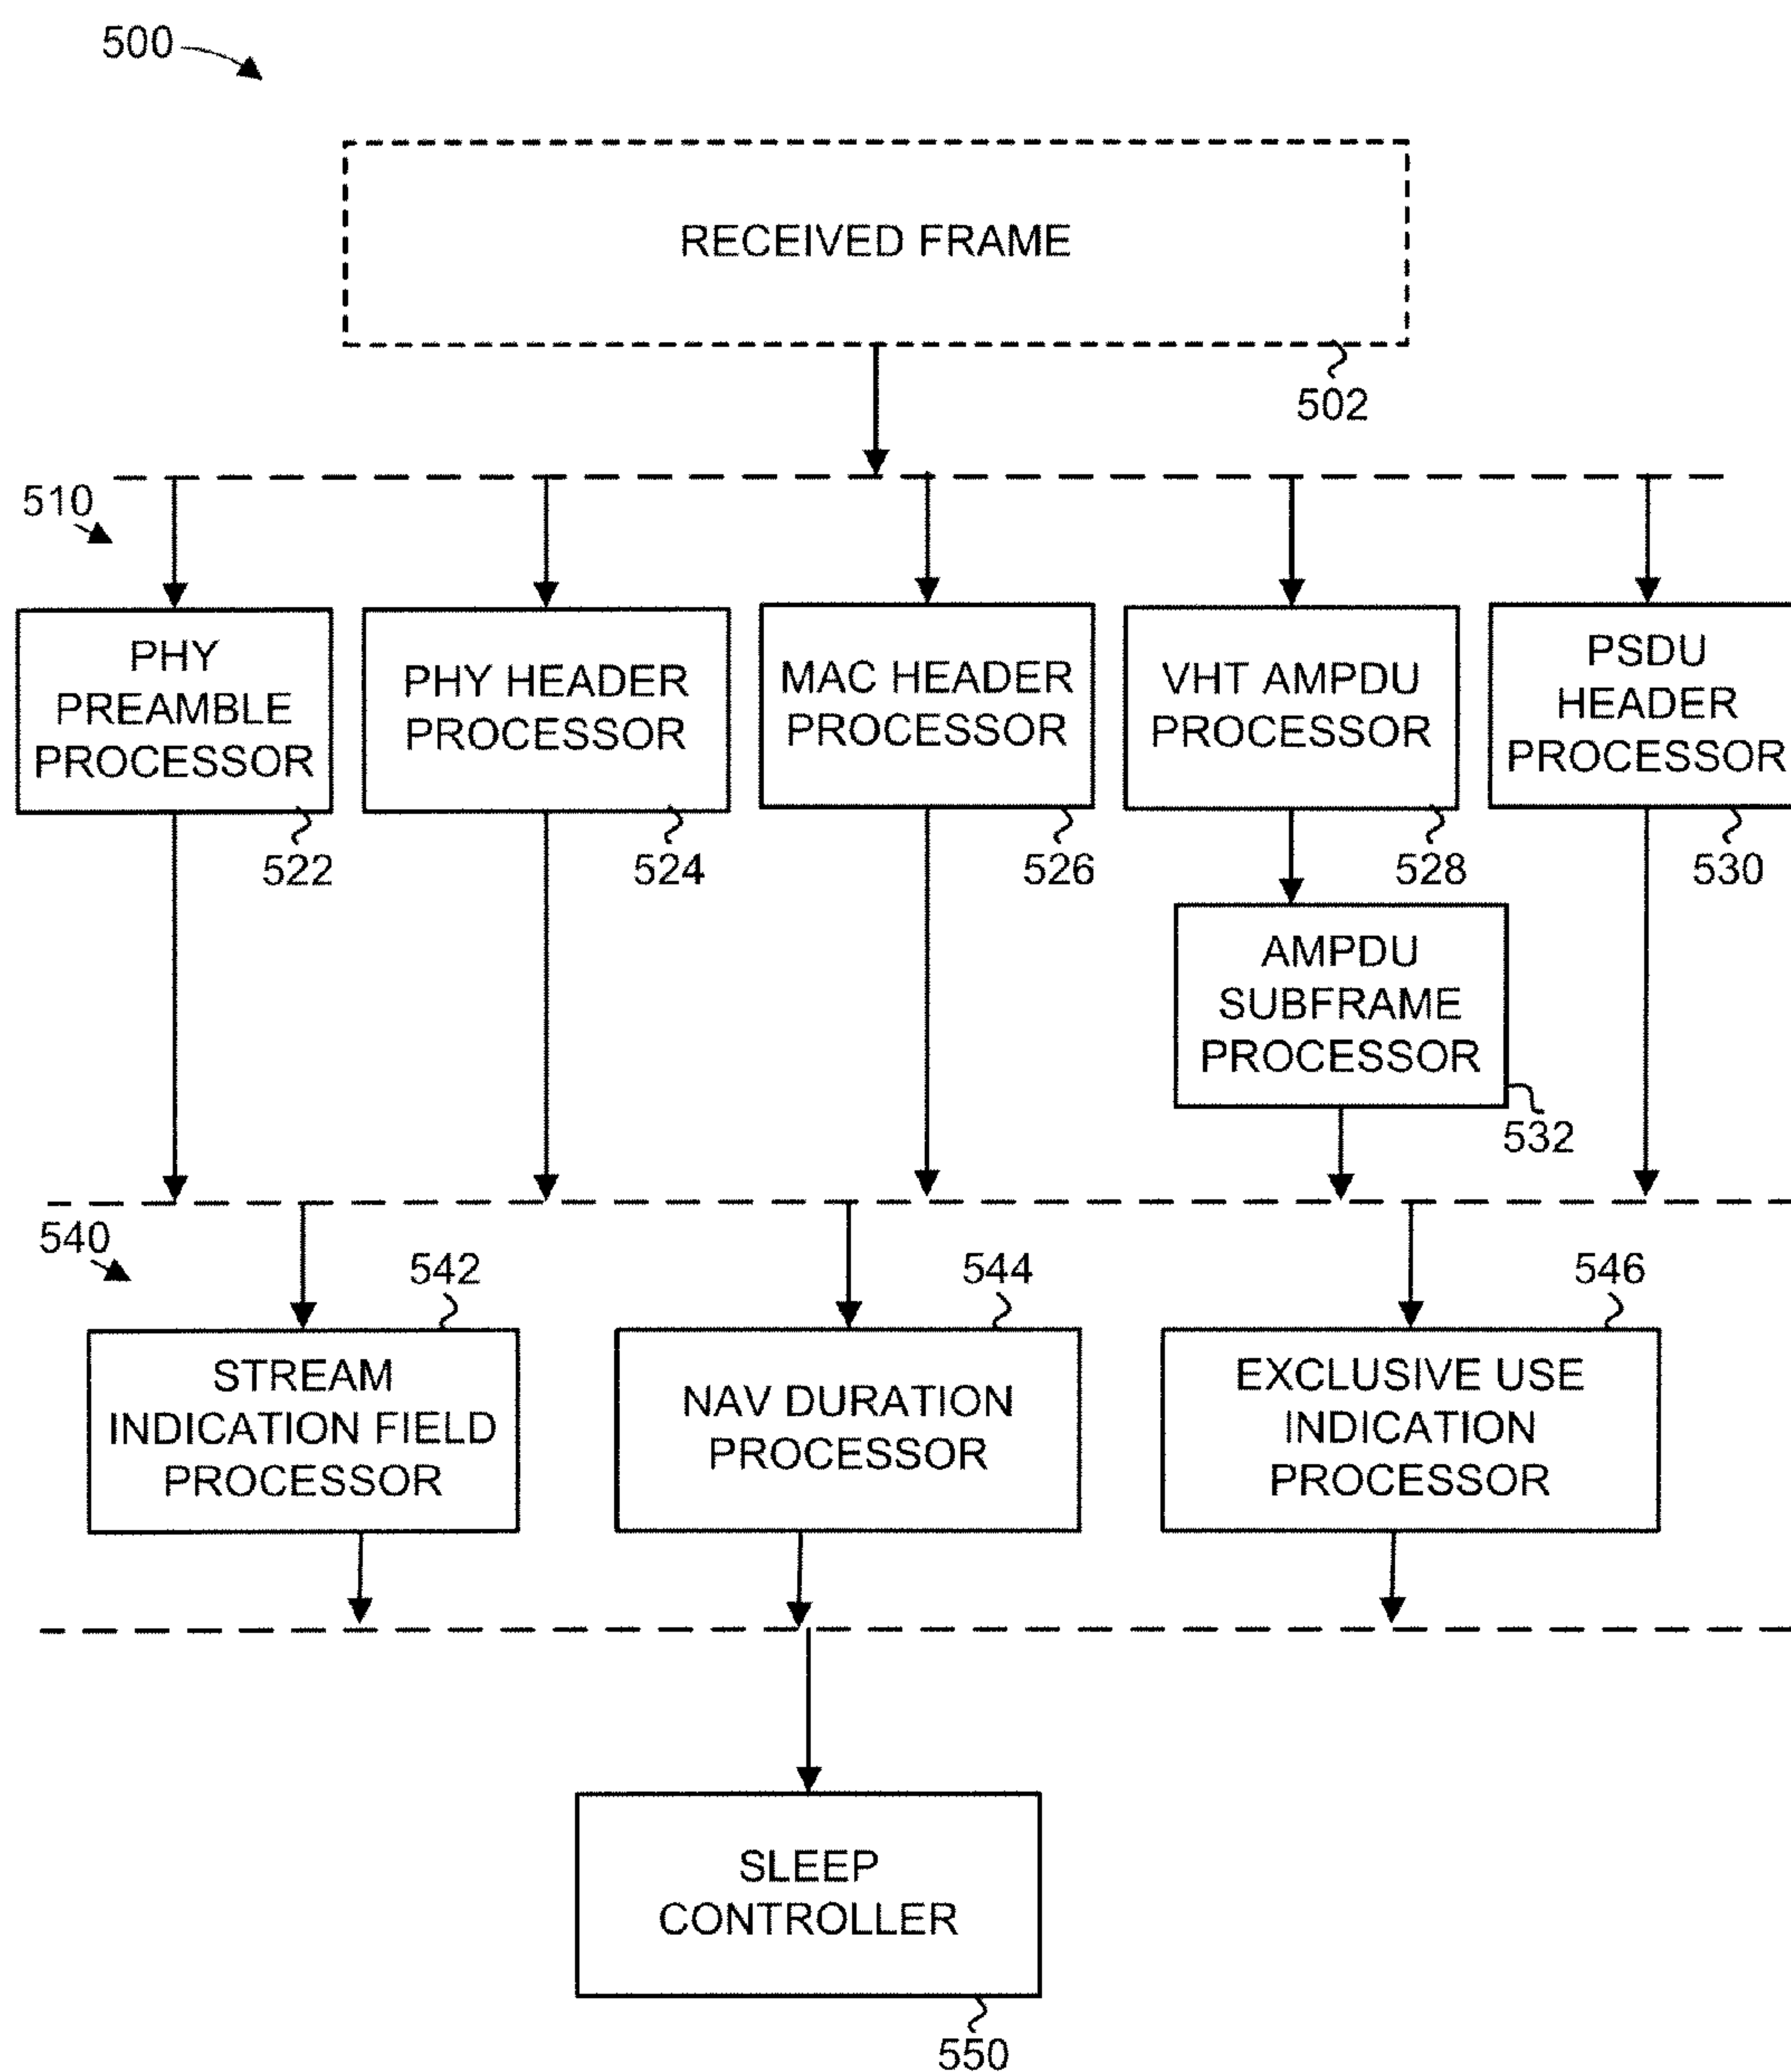 500
RECEIVED FRAME
502
510
PHY
PREAMBLE
PROCESSOR
522
PHY HEADER
PROCESSOR
524
MAC HEADER
PROCESSOR
526
VHT AMPDU
PROCESSOR
528
PSDU
HEADER
PROCESSOR
530
AMPDU
SUBFRAME
PROCESSOR
532
540
542
STREAM
INDICATION FIELD
PROCESSOR
544
NAV DURATION
PROCESSOR
546
EXCLUSIVE USE
INDICATION
PROCESSOR
SLEEP
CONTROLLER
550